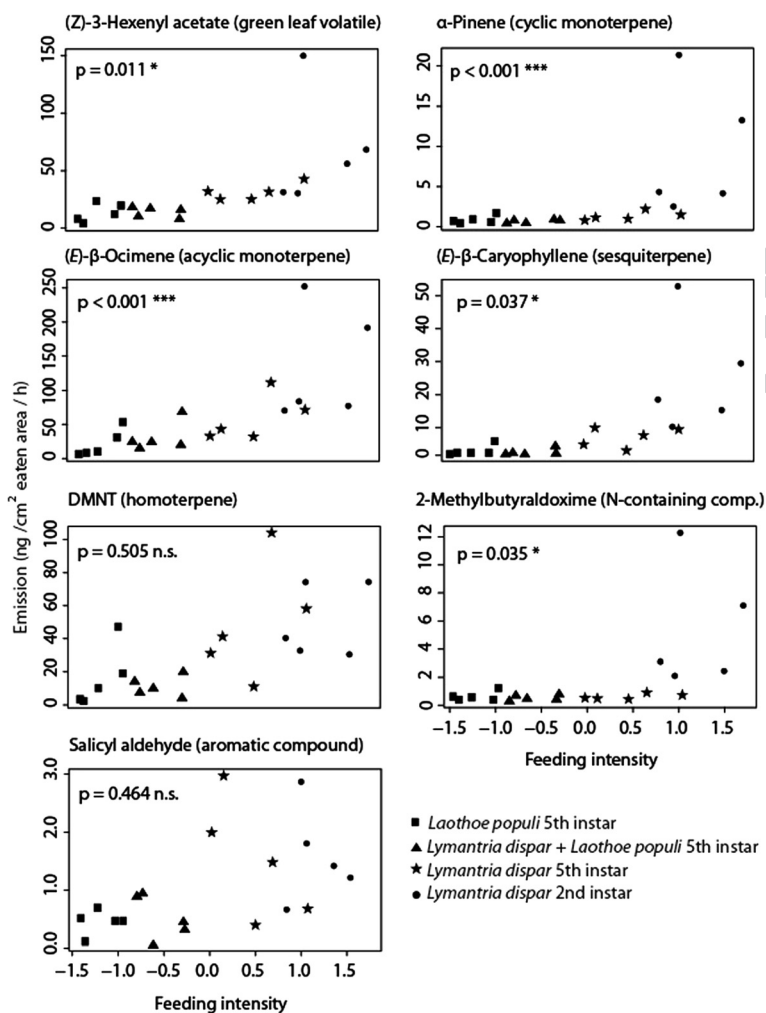 (Z)-3-Hexenyl acetate (green leaf volatile)
p = 0.011 *
150
100
50
0
α-Pinene (cyclic monoterpene)
p < 0.001 ***
20
15
10
5
0
(E)-β-Ocimene (acyclic monoterpene)
p < 0.001 ***
250
200
150
100
50
0
(E)-β-Caryophyllene (sesquiterpene)
p = 0.037 *
50
40
30
20
10
0
Emission (ng /cm² eaten area / h)
DMNT (homoterpene)
p = 0.505 n.s.
100
80
60
40
20
0
2-Methylbutyraldoxime (N-containing comp.)
p = 0.035 *
12
10
8
6
4
2
0
−1.5 −1.0 −0.5 0.0 0.5 1.0 1.5
Feeding intensity
Salicyl aldehyde (aromatic compound)
p = 0.464 n.s.
3.0
2.0
1.0
0.0
−1.5 −1.0 −0.5 0.0 0.5 1.0 1.5
Feeding intensity
Laothoe populi 5th instar
Lymantria dispar + Laothoe populi 5th instar
Lymantria dispar 5th instar
Lymantria dispar 2nd instar